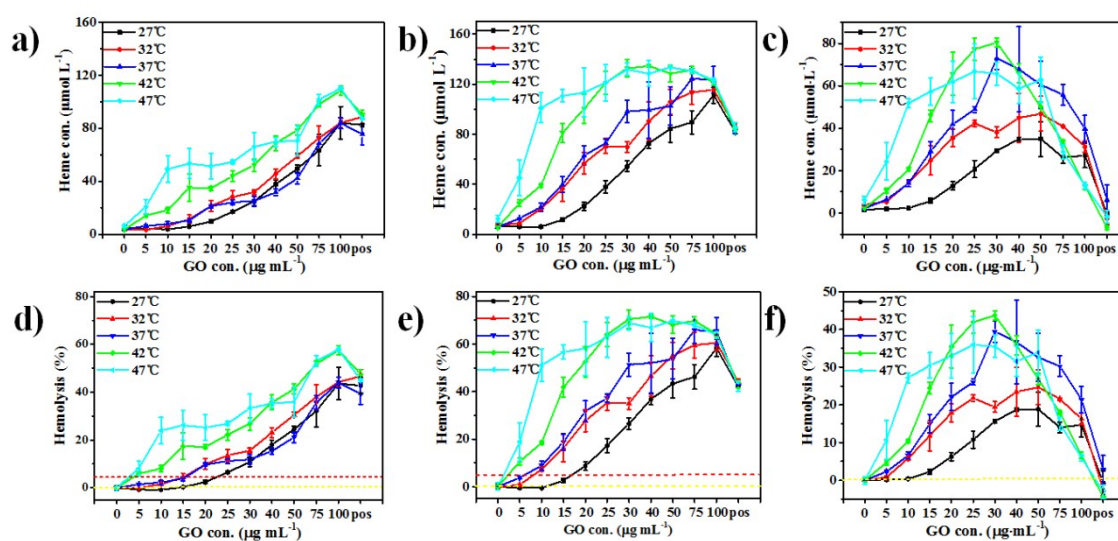 a)
160
120
80
40
0
Heme con. (μmol L⁻¹)
27℃
32℃
37℃
42℃
47℃
0 5 10 15 20 25 30 40 50 75 100 pos
GO con. (μg mL⁻¹)
b)
160
120
80
40
0
Heme con. (μmol L⁻¹)
27℃
32℃
37℃
42℃
47℃
0 5 10 15 20 25 30 40 50 75 100 pos
GO con. (μg mL⁻¹)
c)
80
60
40
20
0
Heme con. (μmol·L⁻¹)
27℃
32℃
37℃
42℃
47℃
0 5 10 15 20 25 30 40 50 75 100 pos
GO con. (μg·mL⁻¹)
d)
80
60
40
20
0
Hemolysis (%)
27℃
32℃
37℃
42℃
47℃
0 5 10 15 20 25 30 40 50 75 100 pos
GO con. (μg mL⁻¹)
e)
80
60
40
20
0
Hemolysis (%)
27℃
32℃
37℃
42℃
47℃
0 5 10 15 20 25 30 40 50 75 100 pos
GO con. (μg mL⁻¹)
f)
50
40
30
20
10
0
Hemolysis (%)
27℃
32℃
37℃
42℃
47℃
0 5 10 15 20 25 30 40 50 75 100 pos
GO con. (μg·mL⁻¹)